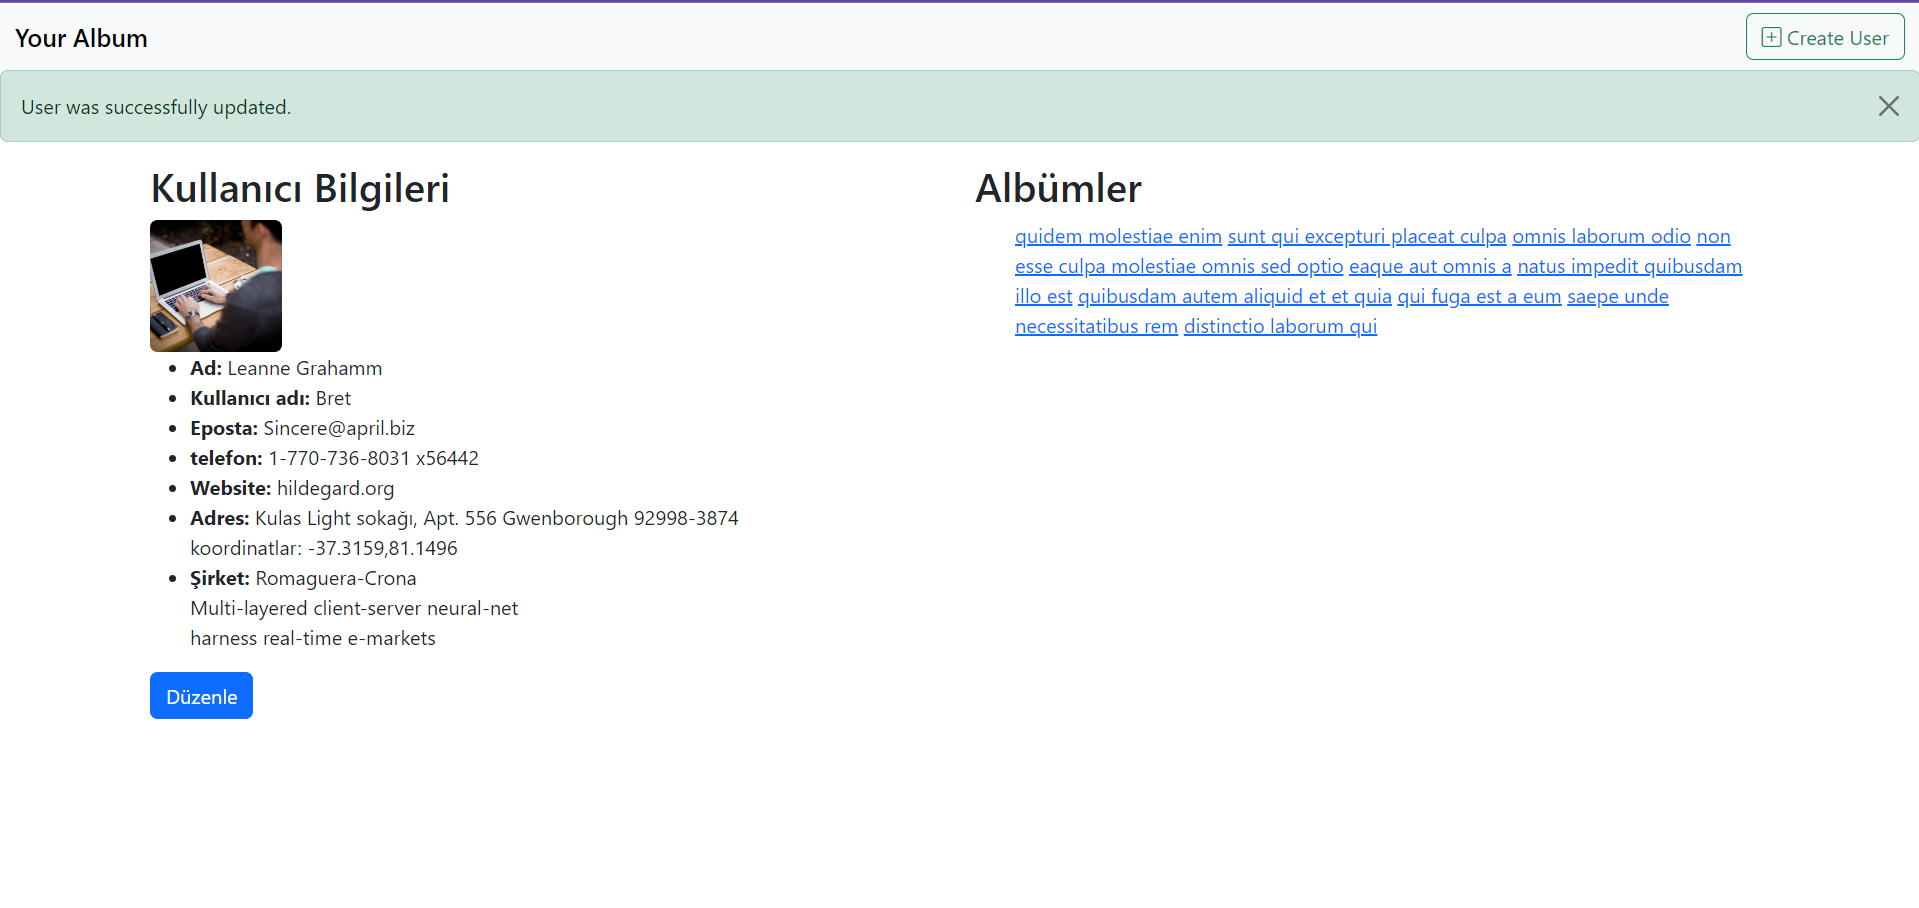 Your Album
Create User
User was successfully updated.
Kullanıcı Bilgileri
Ad: Leanne Grahamm
Kullanıcı adı: Bret
Eposta: Sincere@april.biz
telefon: 1-770-736-8031 x56442
Website: hildegard.org
Adres: Kulas Light sokağı, Apt. 556 Gwenborough 92998-3874
koordinatlar: -37.3159,81.1496
Şirket: Romaguera-Crona
Multi-layered client-server neural-net
harness real-time e-markets
Düzenle
Albümler
quidem molestiae enim sunt qui excepturi placeat culpa omnis laborum odio non
esse culpa molestiae omnis sed optio eaque aut omnis a natus impedit quibusdam
illo est quibusdam autem aliquid et et quia qui fuga est a eum saepe unde
necessitatibus rem distinctio laborum qui